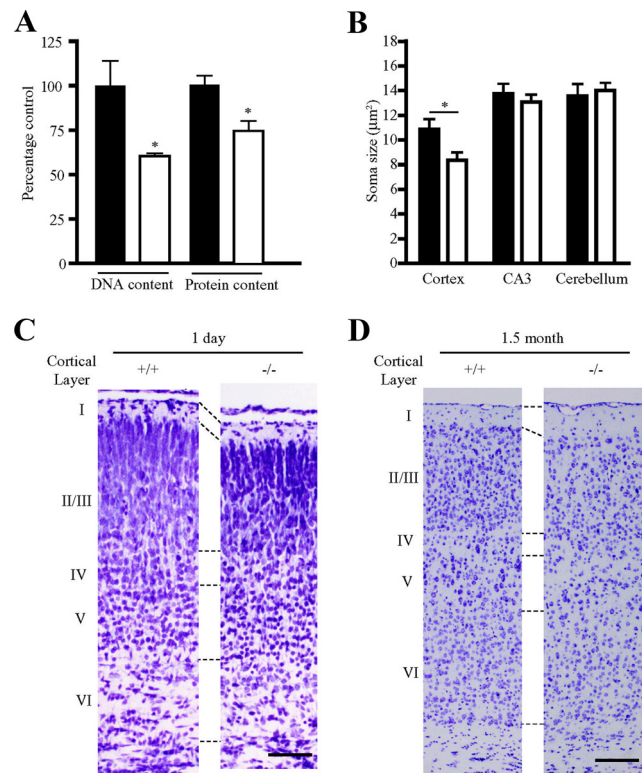 A
125
100
75
50
25
0
Percentage control
*
*
DNA content
Protein content
B
18
16
14
12
10
8
6
4
2
0
Soma size (μm²)
*
Cortex
CA3
Cerebellum
C
1 day
Cortical
Layer
+/+
-/-
I
II/III
IV
V
VI
D
1.5 month
Cortical
Layer
+/+
-/-
I
II/III
IV
V
VI